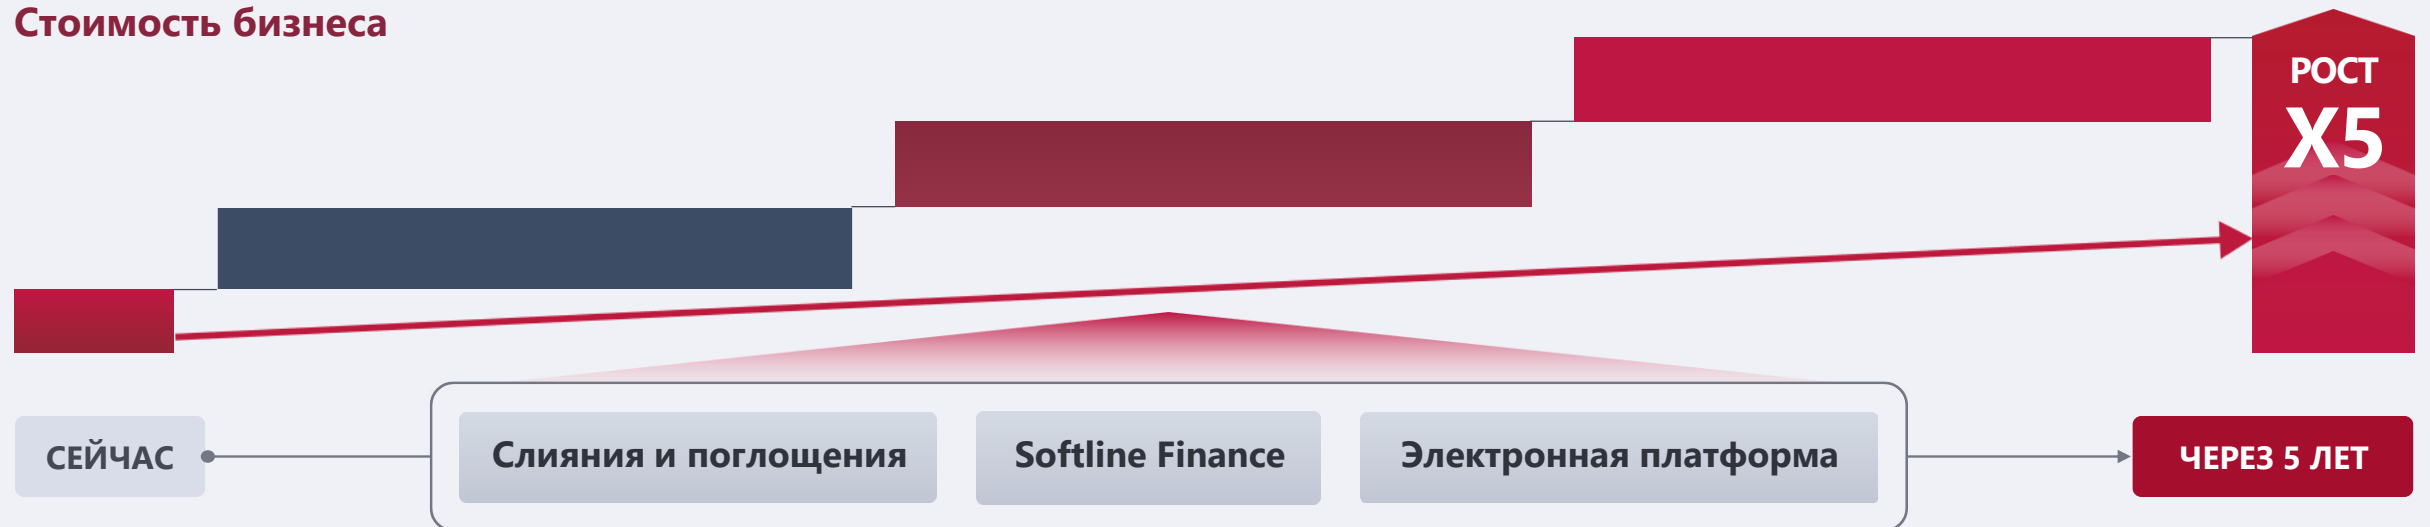 Стоимость бизнеса
РОСТ
X5
СЕЙЧАС
Слияния и поглощения
Softline Finance
Электронная платформа
ЧЕРЕЗ 5 ЛЕТ